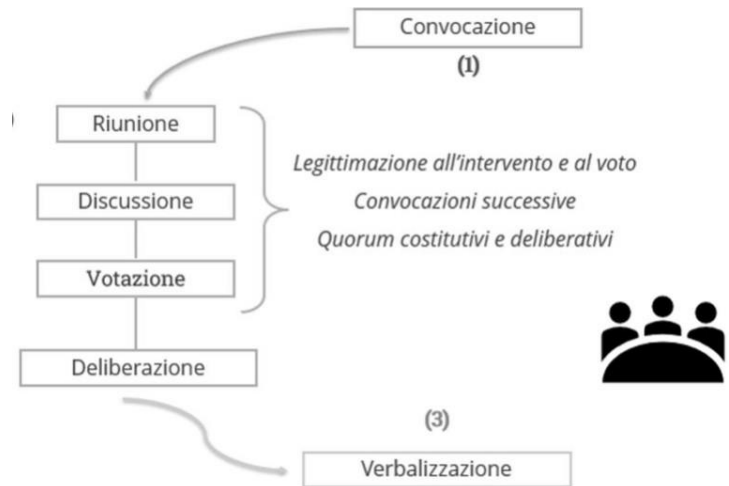 Convocazione
(1)
)
Riunione
Legittimazione all'intervento e al voto
Discussione
Convocazioni successive
Quorum costitutivi e deliberativi
Votazione
Deliberazione
(3)
Verbalizzazione